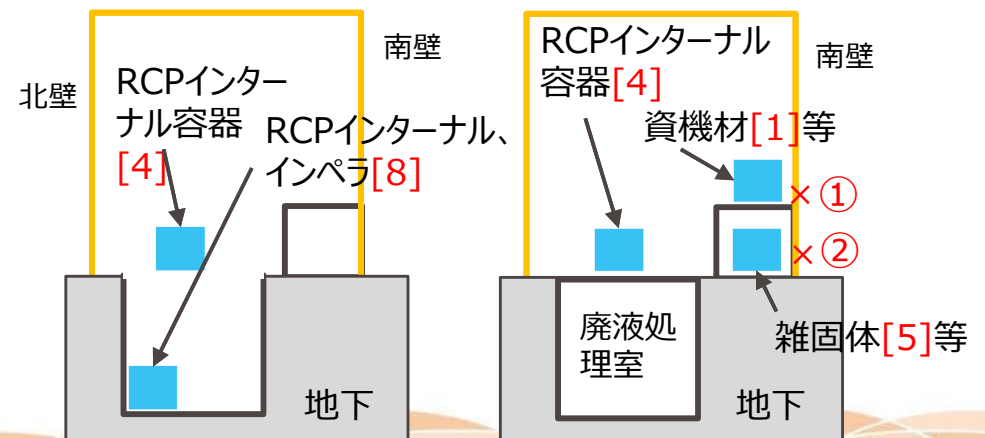 北壁
南壁
RCPインター
ナル容器
[4]
RCPインターナル、
インペラ[8]
地下
RCPインターナル
容器[4]
南壁
資機材[1]等
×①
×②
雑固体[5]等
廃液処
理室
地下